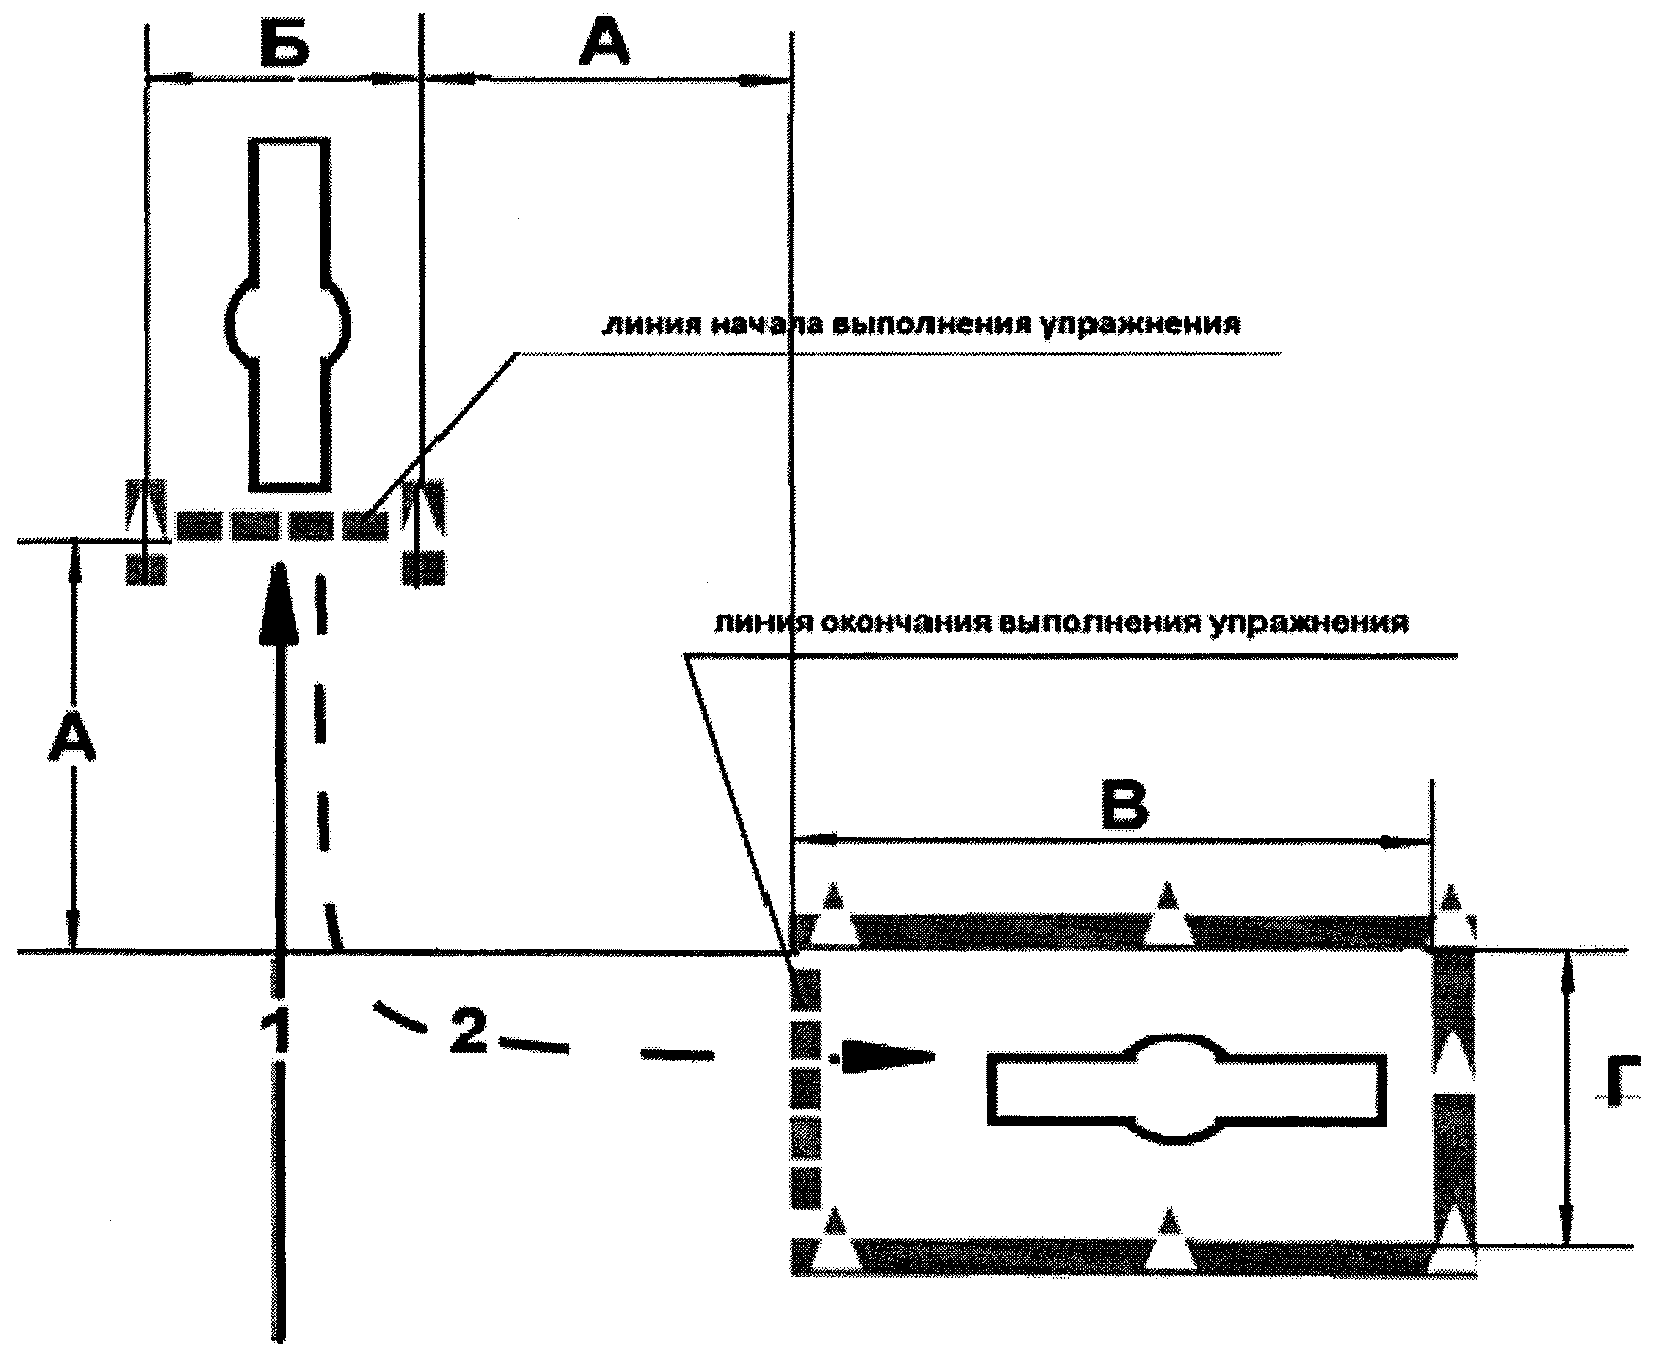 Б
А
линия начала выполнения упражнения
линия окончания выполнения упражнения
А
В
1
2
Г